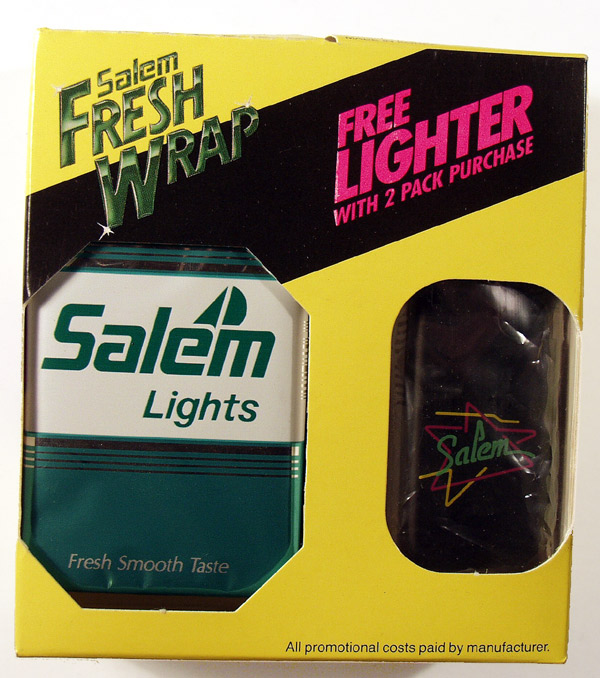 Salem
FRESH
WRAP
FREE
LIGHTER
WITH 2 PACK PURCHASE
Salem
Lights
Fresh Smooth Taste
Salem
All promotional costs paid by manufacturer.